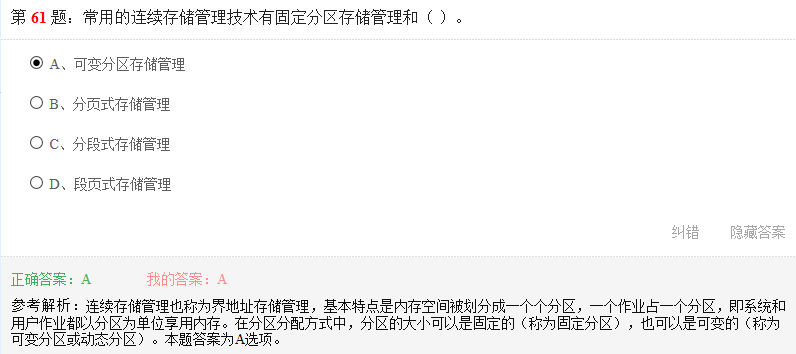 第 61 题：常用的连续存储管理技术有固定分区存储管理和（ ）。
A、可变分区存储管理
B、分页式存储管理
C、分段式存储管理
D、段页式存储管理
纠错 隐藏答案
正确答案：A 我的答案：A
参考解析：连续存储管理也称为界地址存储管理，基本特点是内存空间被划分成一个个分区，一个作业占一个分区，即系统和
用户作业都以分区为单位享用内存。在分区分配方式中，分区的大小可以是固定的（称为固定分区），也可以是可变的（称为
可变分区或动态分区）。本题答案为A选项。